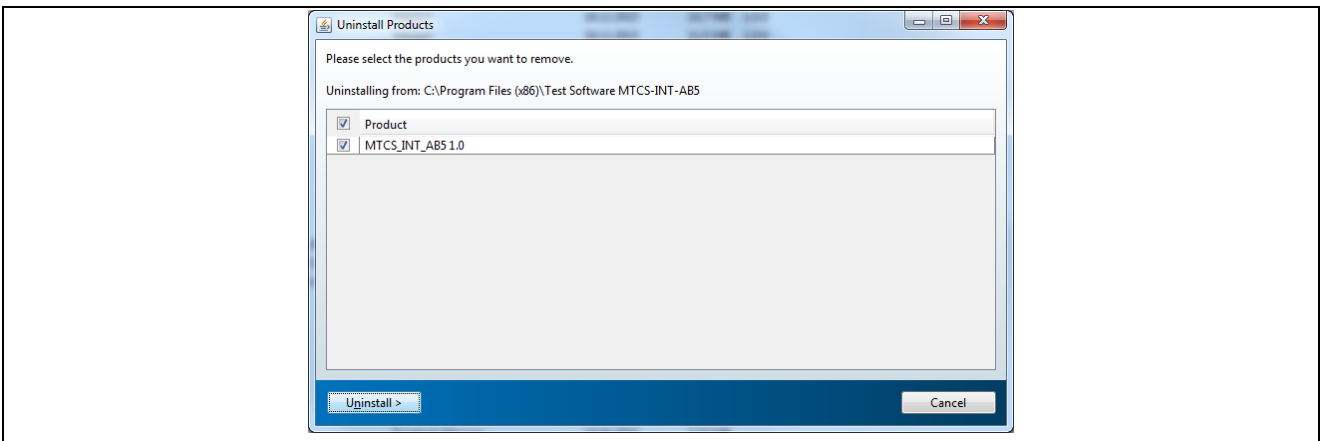 Uninstall Products
Please select the products you want to remove.
Uninstalling from: C:\Program Files (x86)\Test Software MTCS-INT-AB5
Product
MTCS_INT_AB5 1.0
Uninstall >
Cancel